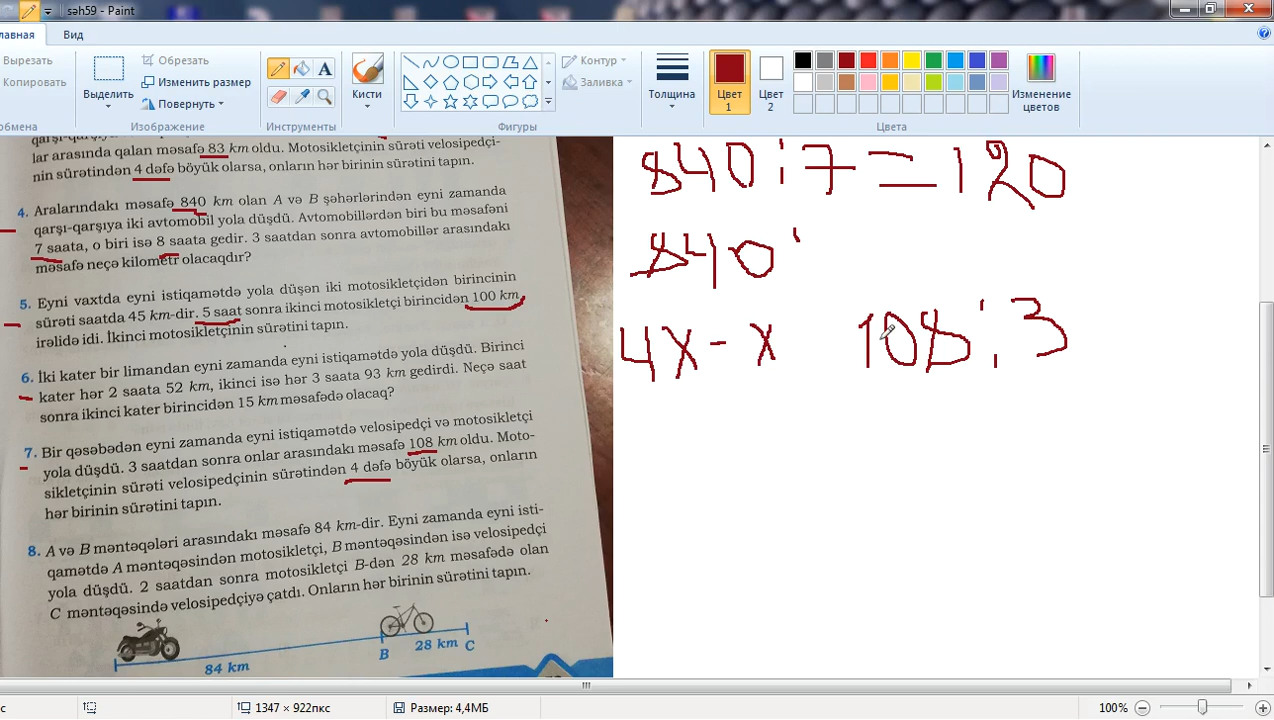 səh59 - Paint
лавная
Вид
Вырезать
Копировать
обмена
Выделить
Обрезать
Изменить размер
Повернуть
Изображение
A
Инструменты
Кисти
Контур
Заливка
Фигуры
Толщина
Цвет 1
Цвет 2
Изменение цветов
Цвета
lar arasında qalan məsafə 83 km oldu. Motosikletçinin sürəti velosipedçi-
nin sürətindən 4 dəfə böyük olarsa, onların hər birinin sürətini tapın.
4. Aralarındakı məsafə 840 km olan A və B şəhərlərindən eyni zamanda
qarşı-qarşıya iki avtomobil yola düşdü. Avtomobillərdən biri bu məsafəni
7 saata, o biri isə 8 saata gedir. 3 saatdan sonra avtomobillər arasındakı
məsafə neçə kilometr olacaqdır?
5. Eyni vaxtda eyni istiqamətdə yola düşən iki motosikletçidən birincinin
sürəti saatda 45 km-dir. 5 saat sonra ikinci motosikletçi birincidən 100 km
irəlidə idi. İkinci motosikletçinin sürətini tapın.
6. İki kater bir limandan eyni zamanda eyni istiqamətdə yola düşdü. Birinci
kater hər 2 saata 52 km, ikinci isə hər 3 saata 93 km gedirdi. Neçə saat
sonra ikinci kater birincidən 15 km məsafədə olacaq?
7. Bir qəsəbədən eyni zamanda eyni istiqamətdə velosipedçi və motosikletçi
yola düşdü. 3 saatdan sonra onlar arasındakı məsafə 108 km oldu. Moto-
sikletçinin sürəti velosipedçinin sürətindən 4 dəfə böyük olarsa, onların
hər birinin sürətini tapın.
8. A və B məntəqələri arasındakı məsafə 84 km-dir. Eyni zamanda eyni isti-
qamətdə A məntəqəsindən motosikletçi, B məntəqəsindən isə velosipedçi
yola düşdü. 2 saatdan sonra motosikletçi B-dən 28 km məsafədə olan
C məntəqəsində velosipedçiyə çatdı. Onların hər birinin sürətini tapın.
84 km
B
28 km
C
840:7=120
840
4x-x 108:3
1347 × 922пкс
Размер: 4,4МБ
100%